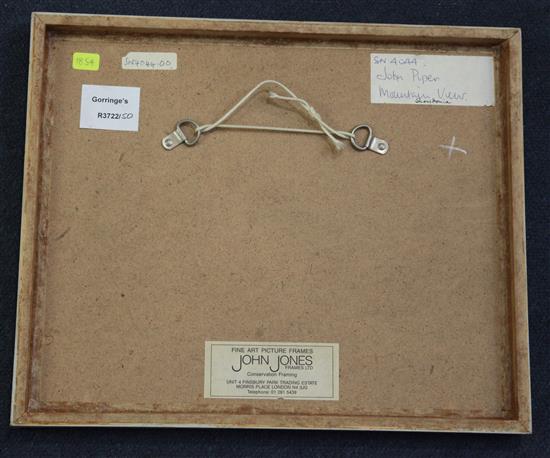 1854
SN4044.00
SN 4044
John Piper
Mountain View
Gorringe's
R3722/50
FINE ART PICTURE FRAMES
JOHN JONES
FRAMES LTD
Conservation Framing
UNIT 4 FINSBURY PARK TRADING ESTATE
MORRIS PLACE LONDON N4 3JG
Telephone: 01 281 5439